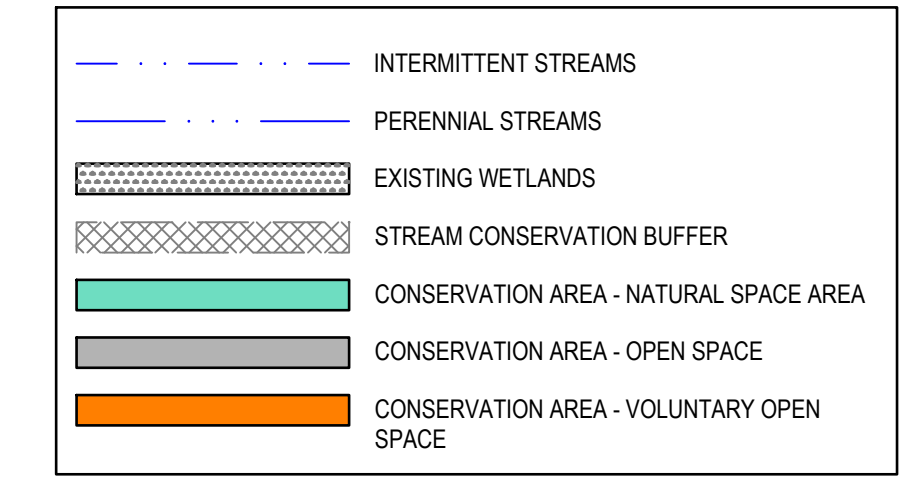 INTERMITTENT STREAMS
PERENNIAL STREAMS
EXISTING WETLANDS
STREAM CONSERVATION BUFFER
CONSERVATION AREA - NATURAL SPACE AREA
CONSERVATION AREA - OPEN SPACE
CONSERVATION AREA - VOLUNTARY OPEN
SPACE